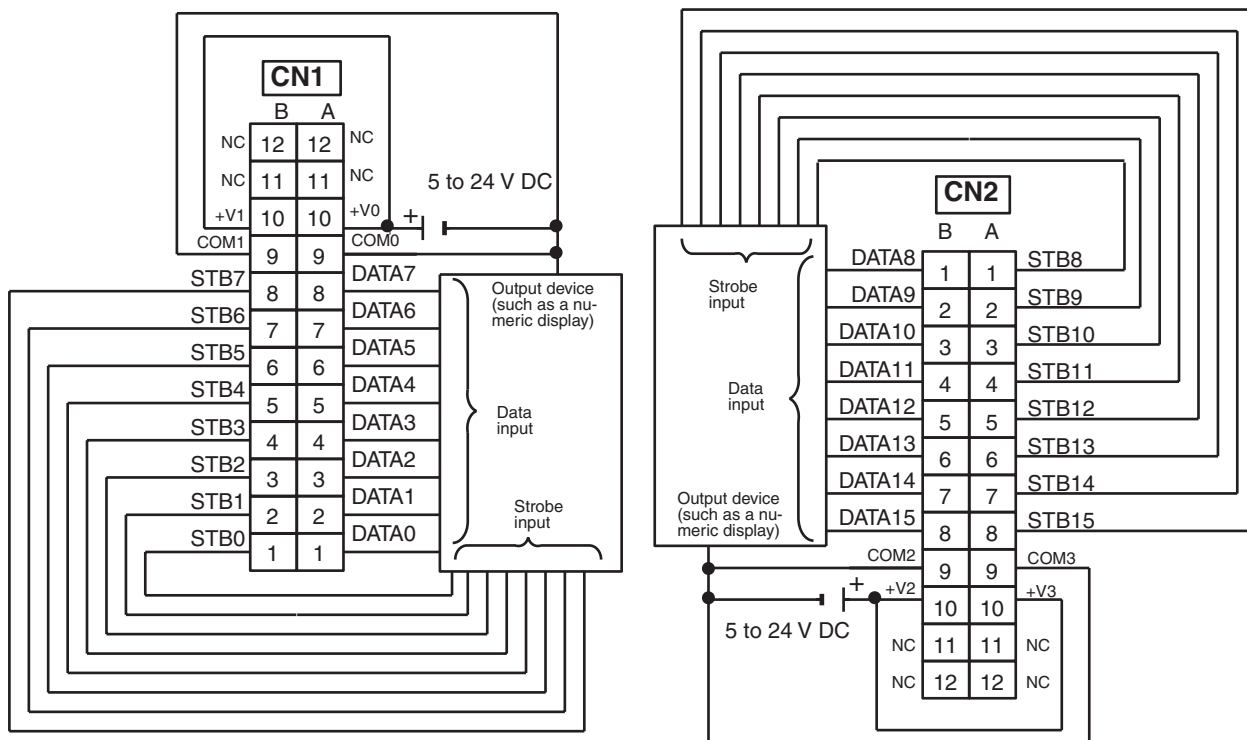 CN1
B A
NC 12 12 NC
NC 11 11 NC
+V1 10 10 +V0
+
5 to 24 V DC
COM1 9 9 COM0
STB7 8 8 DATA7
STB6 7 7 DATA6
STB5 6 6 DATA5
STB4 5 5 DATA4
STB3 4 4 DATA3
STB2 3 3 DATA2
STB1 2 2 DATA1
STB0 1 1 DATA0
Output device
(such as a nu-
meric display)
Data
input
Strobe
input
CN2
B A
DATA8 1 1 STB8
DATA9 2 2 STB9
DATA10 3 3 STB10
DATA11 4 4 STB11
DATA12 5 5 STB12
DATA13 6 6 STB13
DATA14 7 7 STB14
DATA15 8 8 STB15
COM2 9 9 COM3
+
+V2 10 10 +V3
NC 11 11 NC
NC 12 12 NC
Strobe
input
Data
input
Output device
(such as a nu-
meric display)
5 to 24 V DC